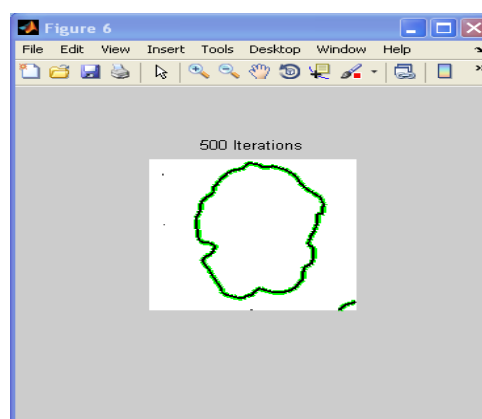 Figure 6
File Edit View Insert Tools Desktop Window Help
500 Iterations